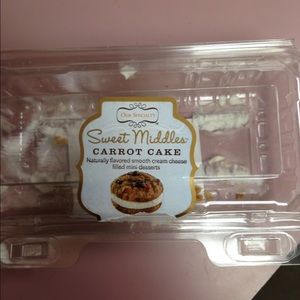 Our Specialty
Sweet Middles
CARROT CAKE
Naturally flavored smooth cream cheese
filled mini desserts